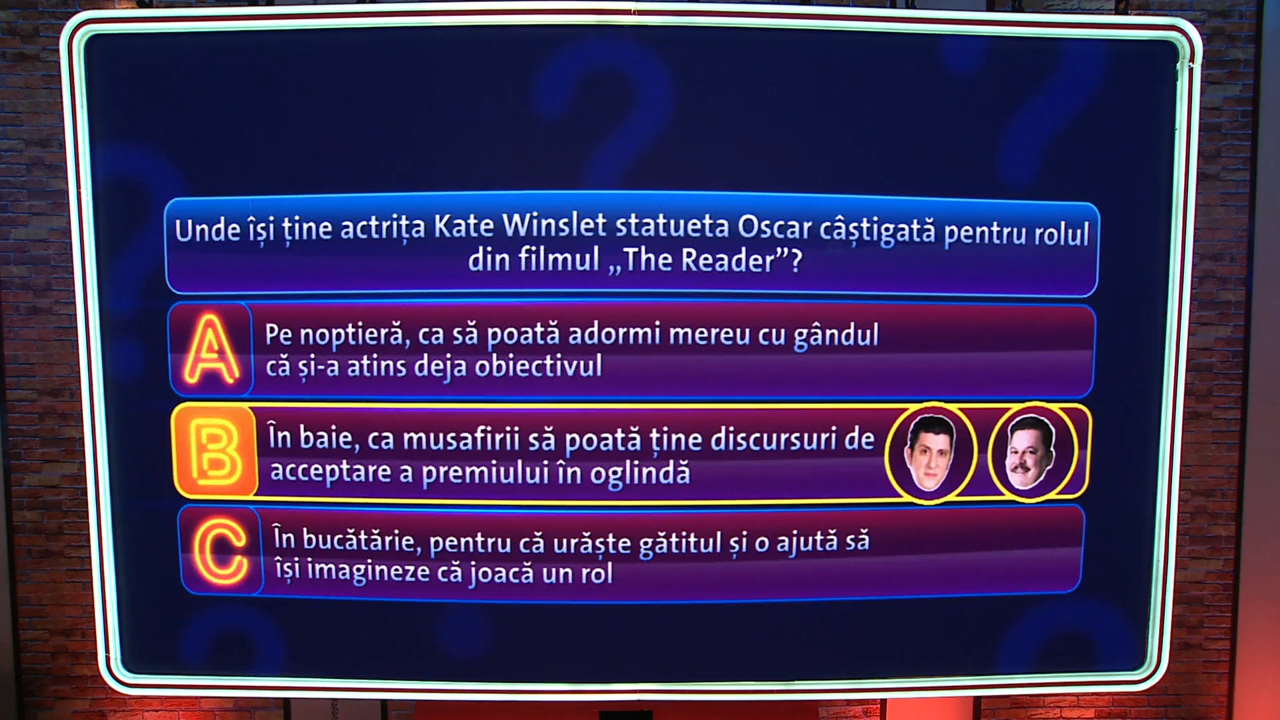 Unde își ține actrița Kate Winslet statueta Oscar câștigată pentru rolul
din filmul „The Reader”?
A
Pe noptieră, ca să poată adormi mereu cu gândul
că și-a atins deja obiectivul
B
În baie, ca musafirii să poată ține discursuri de
acceptare a premiului în oglindă
C
În bucătărie, pentru că urăște gătitul și o ajută să
își imagineze că joacă un rol